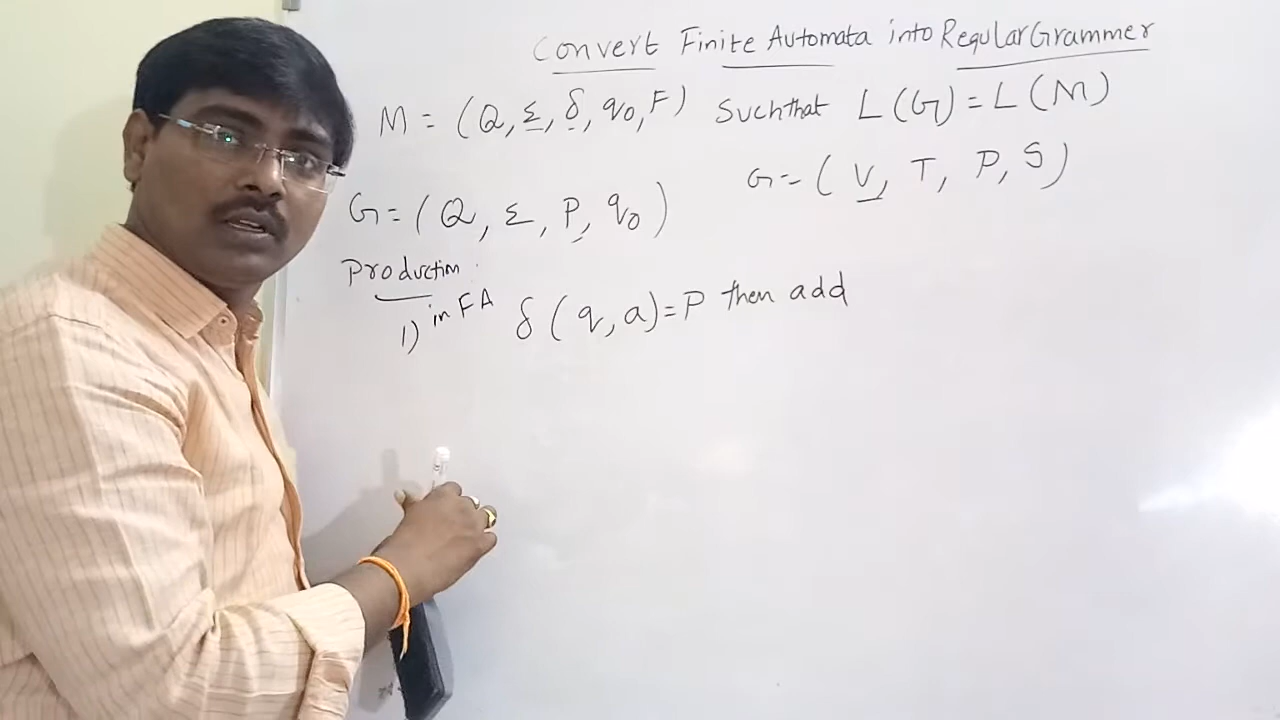 Convert Finite Automata into Regular Grammer
M = (Q, Σ, δ, q0, F) Such that L(G) = L(M)
G = (V, T, P, S)
G = (Q, Σ, P, q0)
Production
1) in FA δ(q, a) = P then add